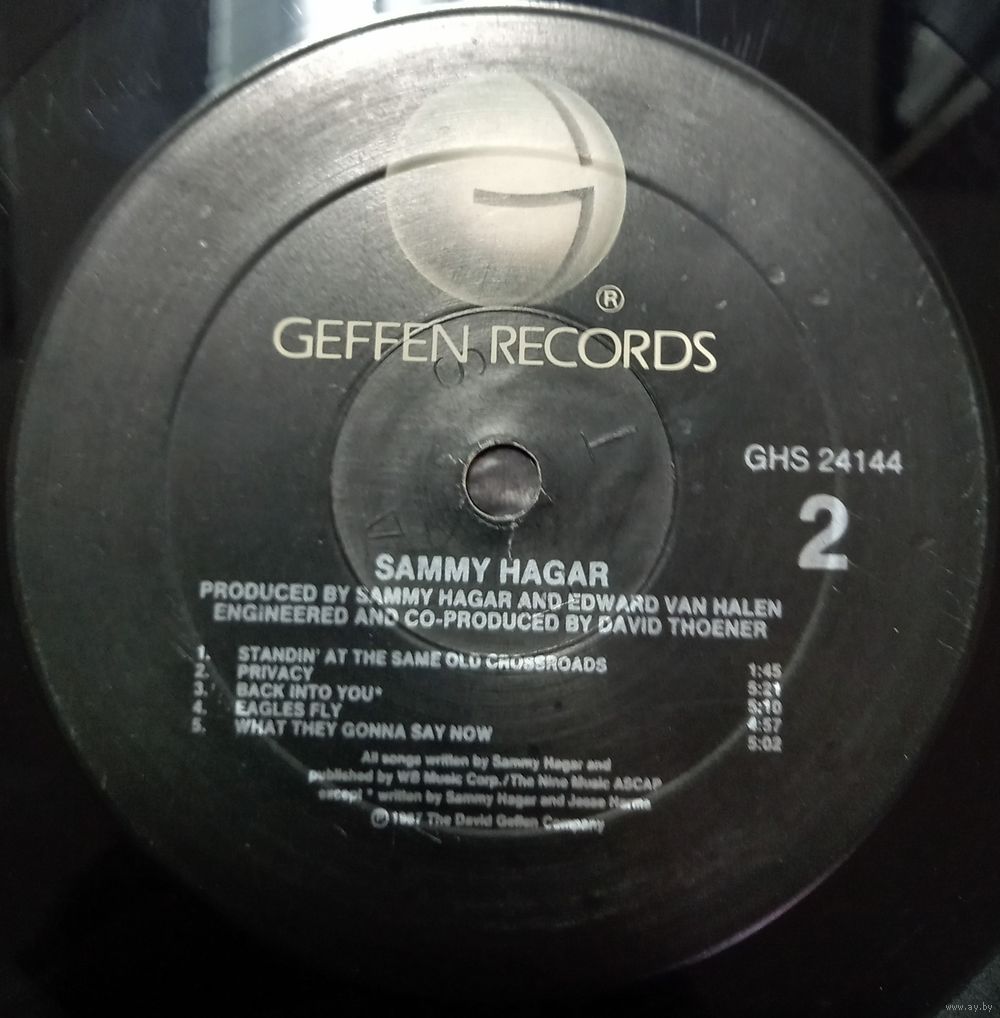 ®
GEFFEN RECORDS
GHS 24144
2
SAMMY HAGAR
PRODUCED BY SAMMY HAGAR AND EDWARD VAN HALEN
ENGINEERED AND CO-PRODUCED BY DAVID THOENER
1. STANDIN' AT THE SAME OLD CROSSROADS 1:45
2. PRIVACY 5:21
3. BACK INTO YOU* 5:10
4. EAGLES FLY 4:57
5. WHAT THEY GONNA SAY NOW 5:02
All songs written by Sammy Hagar and
published by WB Music Corp./The Nine Music ASCAP
except * written by Sammy Hagar and Jesse Harms
℗ 1987 The David Geffen Company
www.ay.by